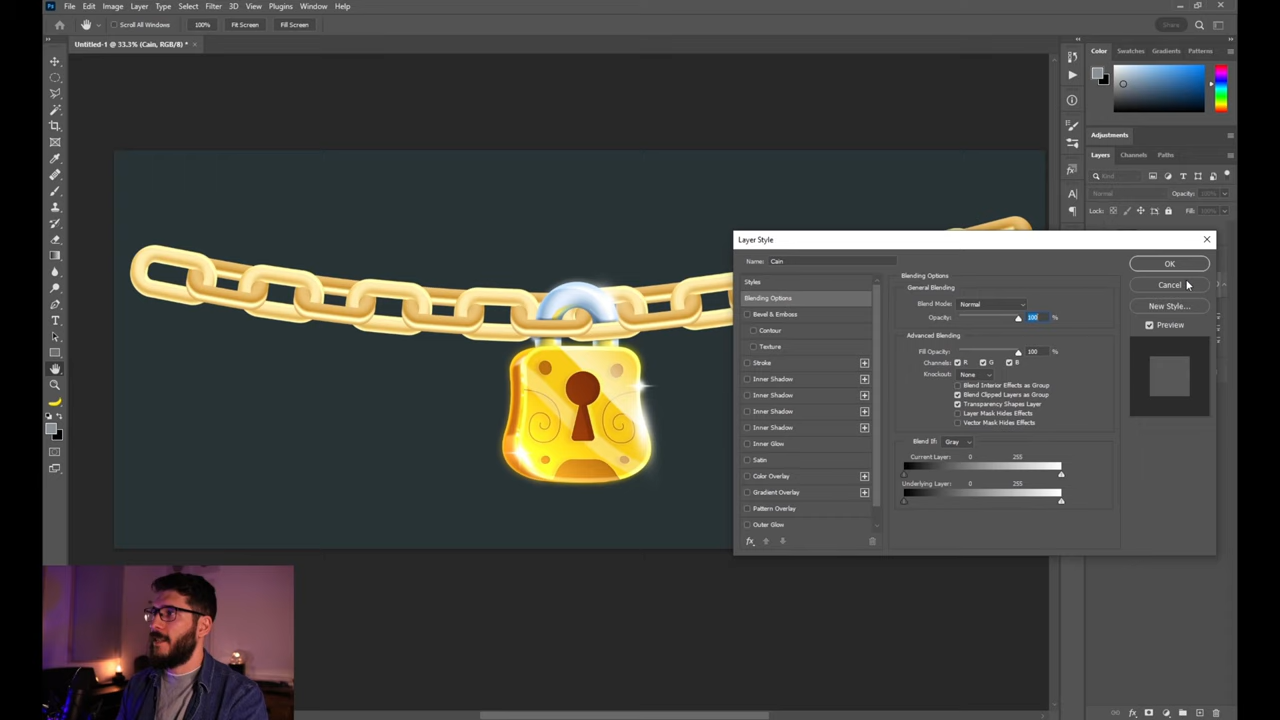 Ps File Edit Image Layer Type Select Filter 3D View Plugins Window Help
Scroll All Windows 100% Fit Screen Fill Screen Share
Untitled-1 @ 33.3% (Cain, RGB/8) *
Color Swatches Gradients Patterns
Adjustments
Layers Channels Paths
Kind
Normal Opacity: 100%
Lock: Fill: 100%
Layer Style
Name: Cain
Styles
Blending Options
Bevel & Emboss
Contour
Texture
Stroke
Inner Shadow
Inner Shadow
Inner Shadow
Inner Shadow
Inner Glow
Satin
Color Overlay
Gradient Overlay
Pattern Overlay
Outer Glow
fx
Blending Options
General Blending
Blend Mode: Normal
Opacity: 100 %
Advanced Blending
Fill Opacity: 100 %
Channels: R G B
Knockout: None
Blend Interior Effects as Group
Blend Clipped Layers as Group
Transparency Shapes Layer
Layer Mask Hides Effects
Vector Mask Hides Effects
Blend If: Gray
Current Layer: 0 255
Underlying Layer: 0 255
OK
Cancel
New Style...
Preview